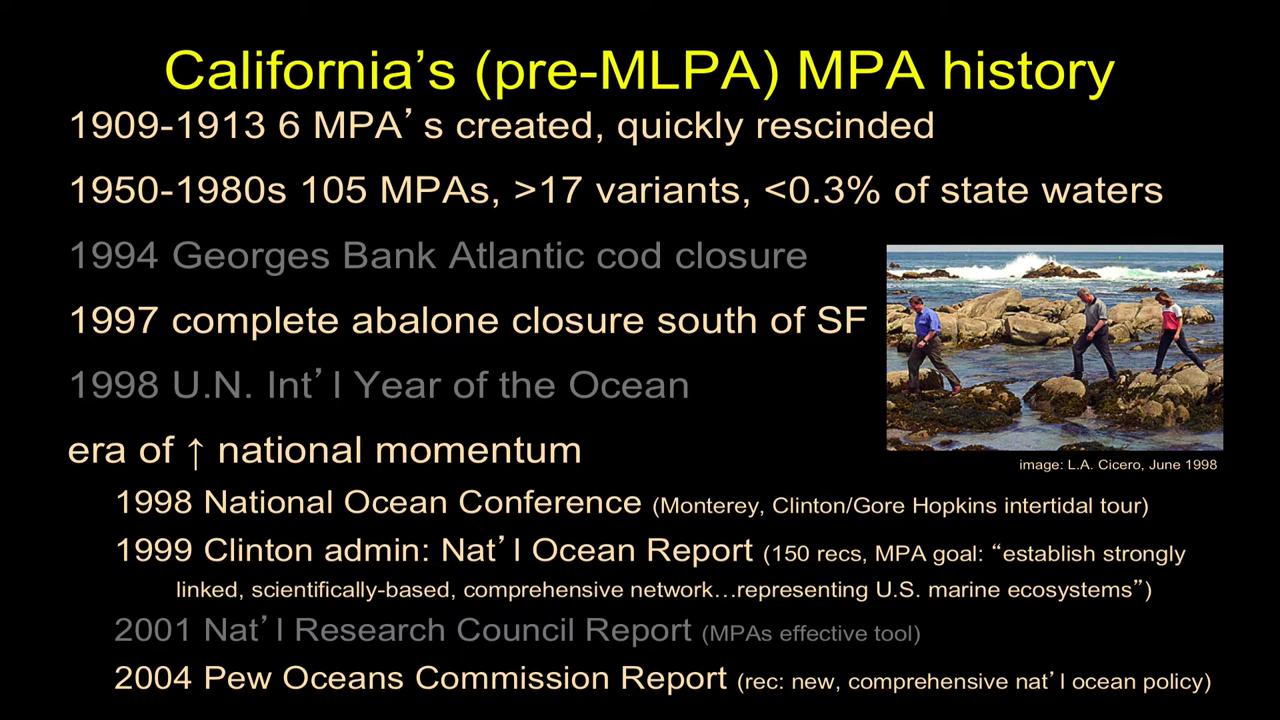 California’s (pre-MLPA) MPA history
1909-1913 6 MPA’s created, quickly rescinded
1950-1980s 105 MPAs, >17 variants, <0.3% of state waters
1994 Georges Bank Atlantic cod closure
1997 complete abalone closure south of SF
1998 U.N. Int’l Year of the Ocean
era of ↑ national momentum
image: L.A. Cicero, June 1998
1998 National Ocean Conference (Monterey, Clinton/Gore Hopkins intertidal tour)
1999 Clinton admin: Nat’l Ocean Report (150 recs, MPA goal: “establish strongly
linked, scientifically-based, comprehensive network…representing U.S. marine ecosystems”)
2001 Nat’l Research Council Report (MPAs effective tool)
2004 Pew Oceans Commission Report (rec: new, comprehensive nat’l ocean policy)